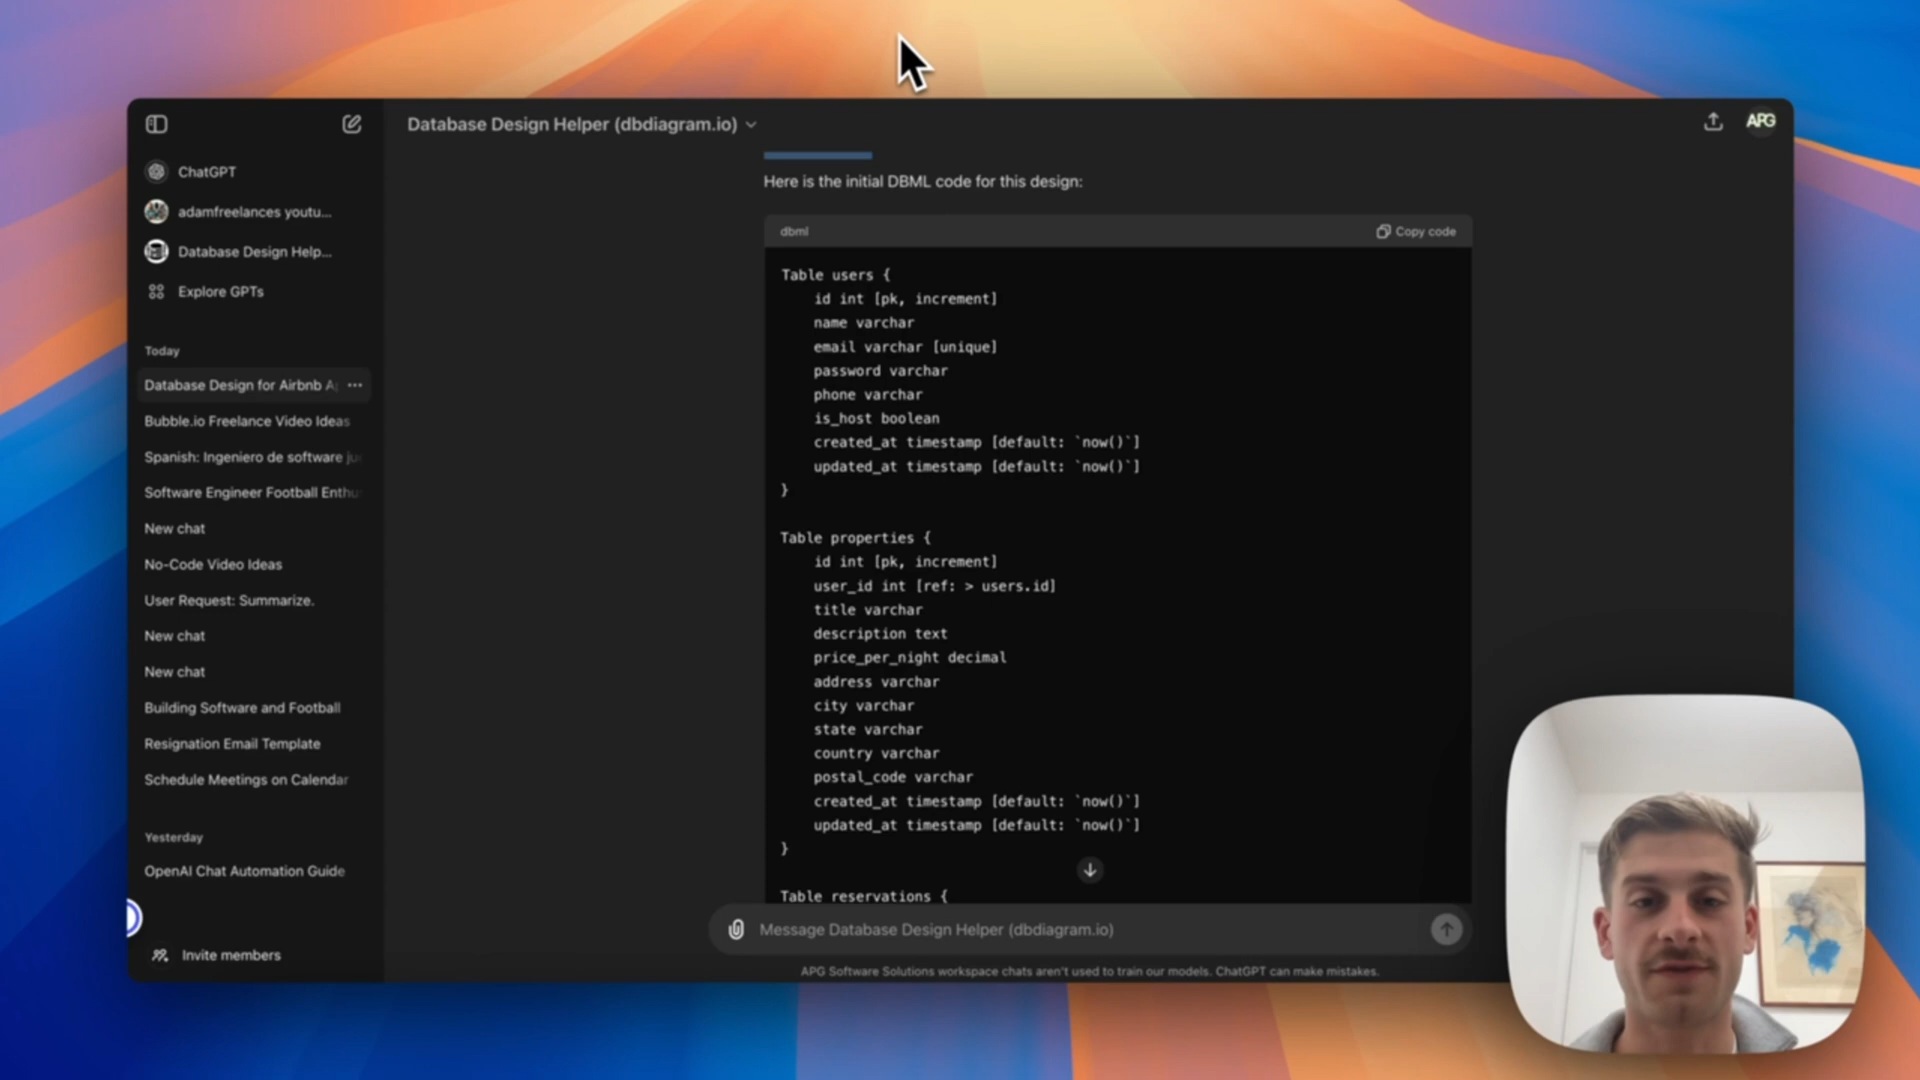 Database Design Helper (dbdiagram.io)
APG
ChatGPT
adamfreelances youtu...
Database Design Help...
Explore GPTs
Today
Database Design for Airbnb A
Bubble.io Freelance Video Ideas
Spanish: Ingeniero de software ju
Software Engineer Football Enthu
New chat
No-Code Video Ideas
User Request: Summarize.
New chat
New chat
Building Software and Football
Resignation Email Template
Schedule Meetings on Calendar
Yesterday
OpenAI Chat Automation Guide
Invite members
Here is the initial DBML code for this design:
dbml
Copy code
Table users {
id int [pk, increment]
name varchar
email varchar [unique]
password varchar
phone varchar
is_host boolean
created_at timestamp [default: `now()`]
updated_at timestamp [default: `now()`]
}
Table properties {
id int [pk, increment]
user_id int [ref: > users.id]
title varchar
description text
price_per_night decimal
address varchar
city varchar
state varchar
country varchar
postal_code varchar
created_at timestamp [default: `now()`]
updated_at timestamp [default: `now()`]
}
Table reservations {
Message Database Design Helper (dbdiagram.io)
APG Software Solutions workspace chats aren't used to train our models. ChatGPT can make mistakes.